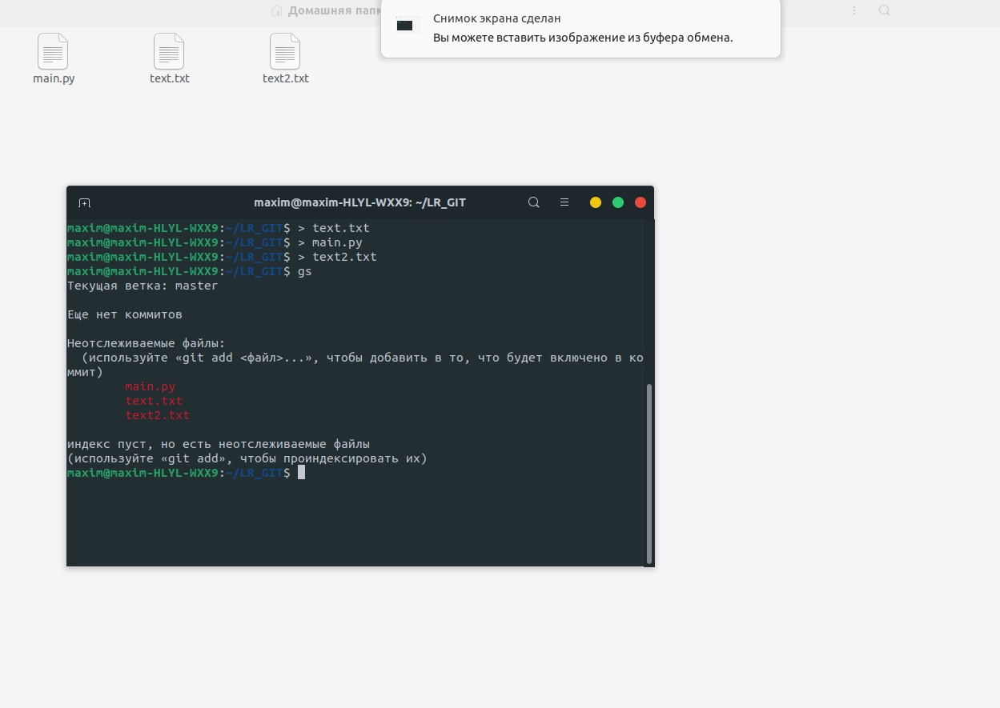 Домашняя папк
Снимок экрана сделан
Вы можете вставить изображение из буфера обмена.
main.py
text.txt
text2.txt
maxim@maxim-HLYL-WXX9: ~/LR_GIT
maxim@maxim-HLYL-WXX9:~/LR_GIT$ > text.txt
maxim@maxim-HLYL-WXX9:~/LR_GIT$ > main.py
maxim@maxim-HLYL-WXX9:~/LR_GIT$ > text2.txt
maxim@maxim-HLYL-WXX9:~/LR_GIT$ gs
Текущая ветка: master
Еще нет коммитов
Неотслеживаемые файлы:
(используйте «git add <файл>...», чтобы добавить в то, что будет включено в ко
ммит)
main.py
text.txt
text2.txt
индекс пуст, но есть неотслеживаемые файлы
(используйте «git add», чтобы проиндексировать их)
maxim@maxim-HLYL-WXX9:~/LR_GIT$